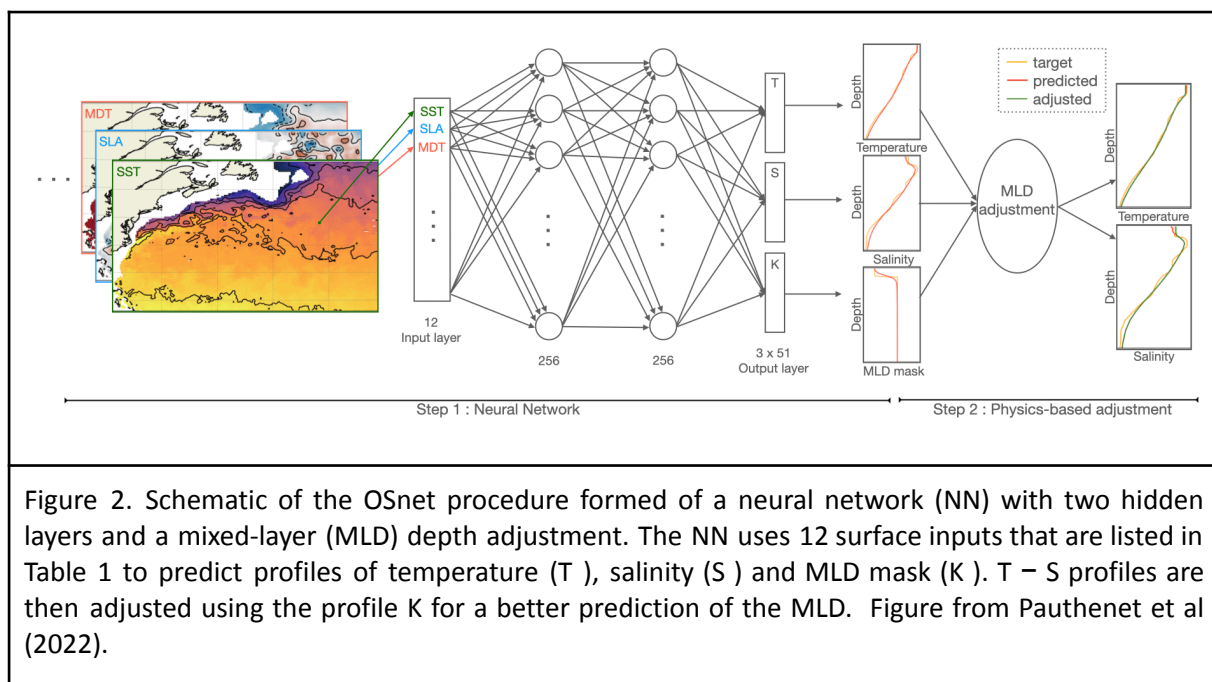 MDT
SLA
SST
. . .
SST
SLA
MDT
12
Input layer
256
256
T
S
K
3 x 51
Output layer
Depth
Temperature
Depth
Salinity
Depth
MLD mask
MLD
adjustment
target
predicted
adjusted
Depth
Temperature
Depth
Salinity
Step 1 : Neural Network
Step 2 : Physics-based adjustment
Figure 2. Schematic of the OSnet procedure formed of a neural network (NN) with two hidden
layers and a mixed-layer (MLD) depth adjustment. The NN uses 12 surface inputs that are listed in
Table 1 to predict profiles of temperature (T ), salinity (S ) and MLD mask (K ). T − S profiles are
then adjusted using the profile K for a better prediction of the MLD. Figure from Pauthenet et al
(2022).